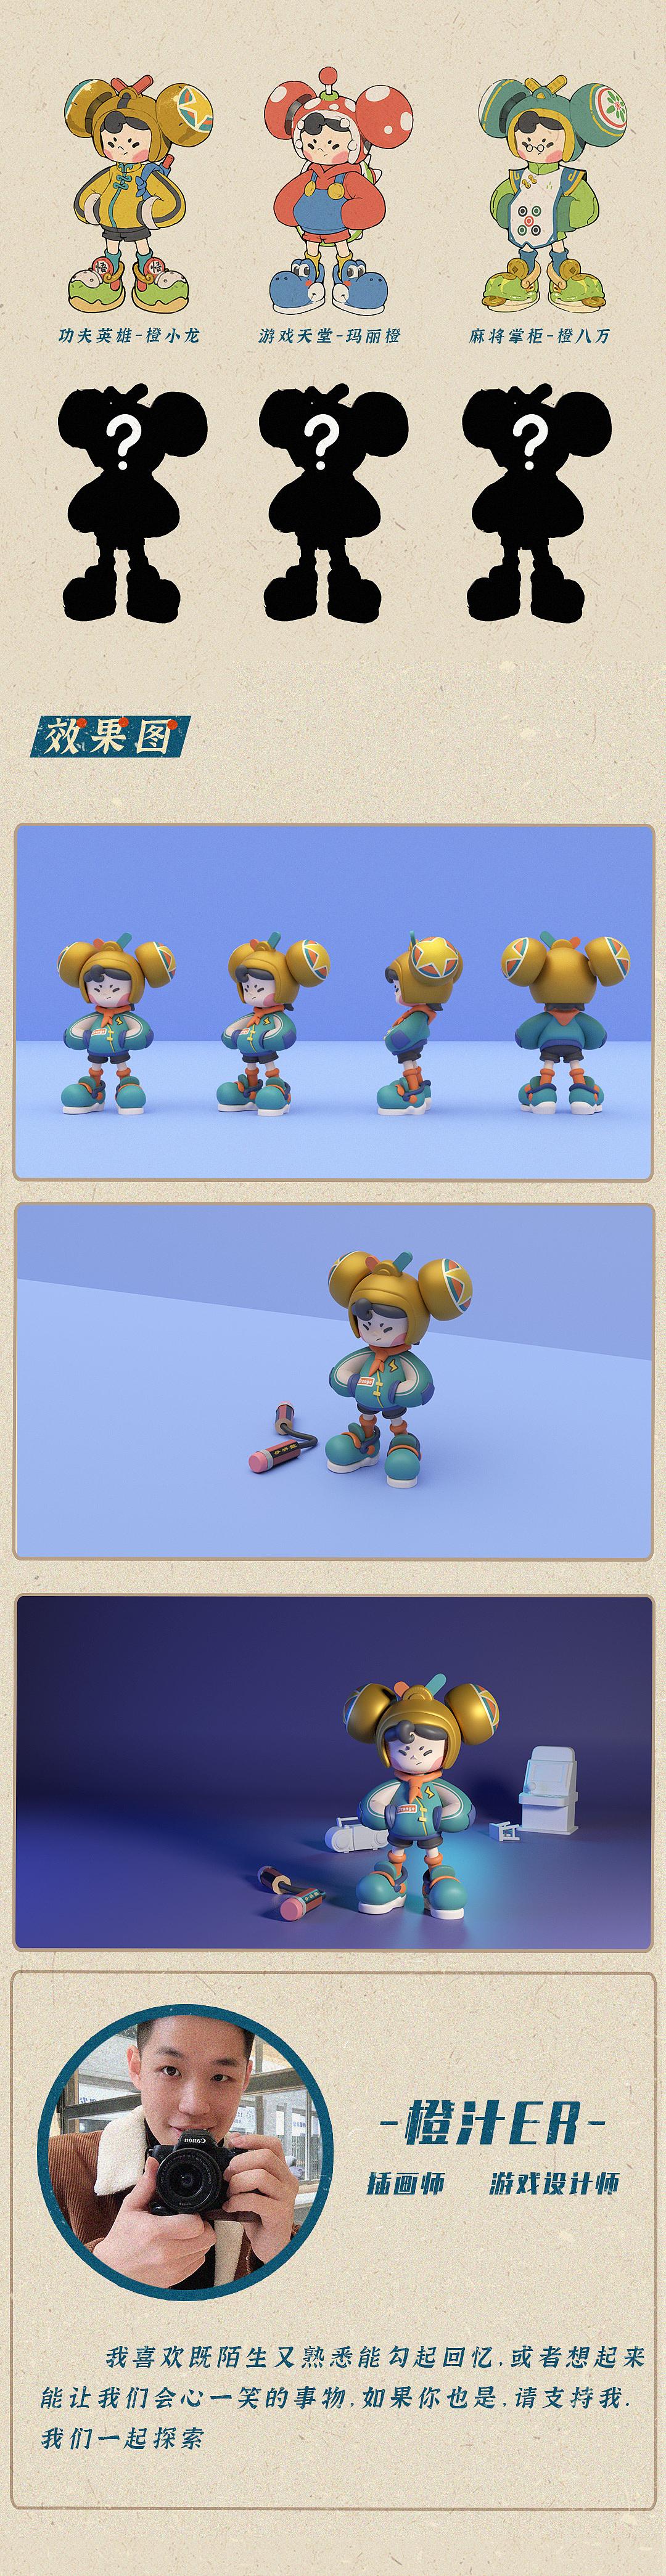 功夫英雄-橙小龙
游戏天堂-玛丽橙
麻将掌柜-橙八万
?
?
?
效果图
Canon
-橙汁ER-
插画师 游戏设计师
我喜欢既陌生又熟悉能勾起回忆,或者想起来
能让我们会心一笑的事物,如果你也是,请支持我.
我们一起探索